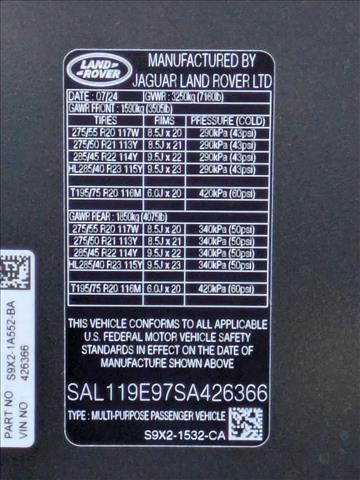 LAND
ROVER
MANUFACTURED BY
JAGUAR LAND ROVER LTD
DATE : 07/24 GVWR : 3250kg (7160lb)
GAWR FRONT : 1590kg (3505lb)
TIRES RIMS PRESSURE (COLD)
275/55 R20 117W 8.5J x 20 290kPa (43psi)
275/50 R21 113Y 8.5J x 21 290kPa (43psi)
285/45 R22 114Y 9.5J x 22 290kPa (43psi)
HL285/40 R23 115Y 9.5J x 23 290kPa (43psi)
T195/75 R20 116M 6.0J x 20 420kPa (60psi)
GAWR REAR : 1850kg (4075lb)
275/55 R20 117W 8.5J x 20 340kPa (50psi)
275/50 R21 113Y 8.5J x 21 340kPa (50psi)
285/45 R22 114Y 9.5J x 22 340kPa (50psi)
HL285/40 R23 115Y 9.5J x 23 340kPa (50psi)
T195/75 R20 116M 6.0J x 20 420kPa (60psi)
THIS VEHICLE CONFORMS TO ALL APPLICABLE
U.S. FEDERAL MOTOR VEHICLE SAFETY
STANDARDS IN EFFECT ON THE DATE OF
MANUFACTURE SHOWN ABOVE
SAL119E97SA426366
TYPE : MULTI-PURPOSE PASSENGER VEHICLE
S9X2-1532-CA
PART NO S9X2-1A552-BA
VIN NO 426366